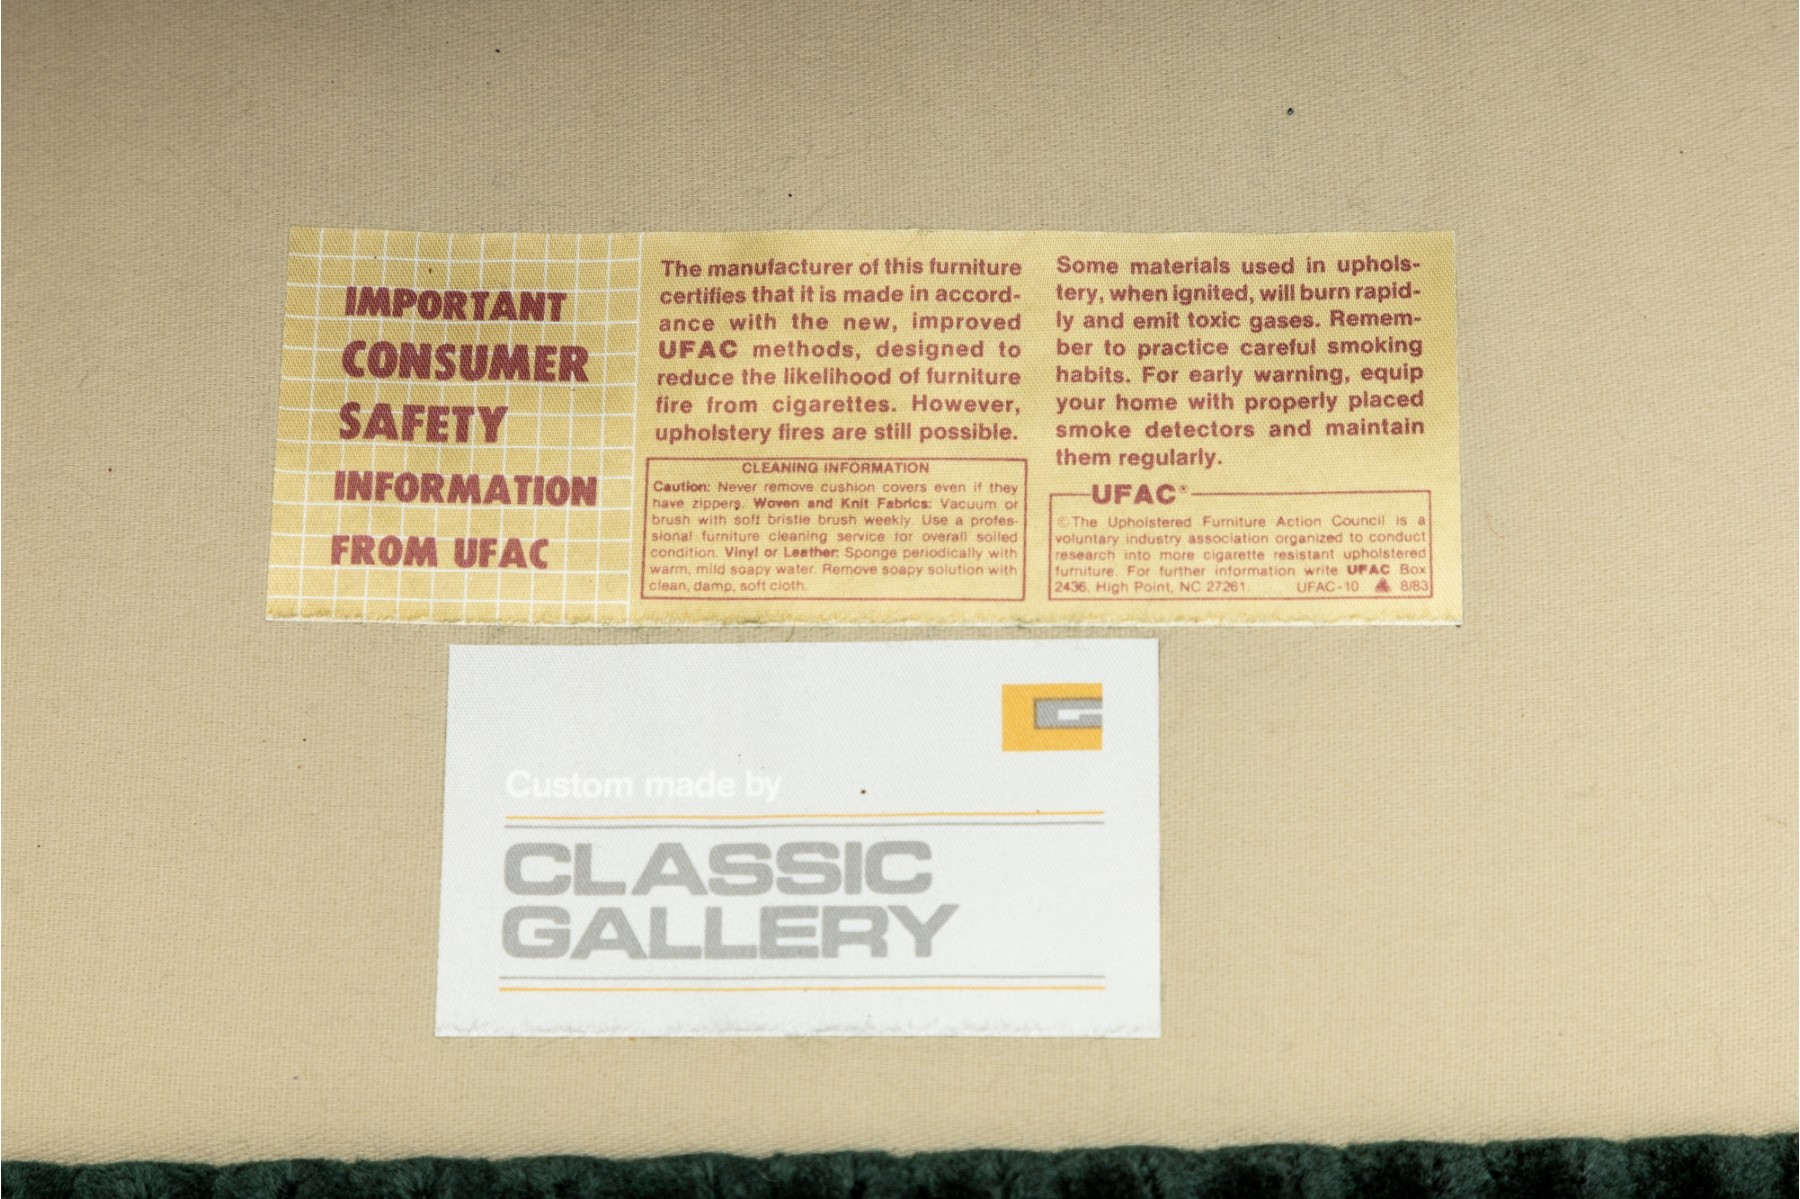 IMPORTANT
CONSUMER
SAFETY
INFORMATION
FROM UFAC
The manufacturer of this furniture
certifies that it is made in accord-
ance with the new, improved
UFAC methods, designed to
reduce the likelihood of furniture
fire from cigarettes. However,
upholstery fires are still possible.
CLEANING INFORMATION
Caution: Never remove cushion covers even if they
have zippers. Woven and Knit Fabrics: Vacuum or
brush with soft bristle brush weekly. Use a profes-
sional furniture cleaning service for overall soiled
condition. Vinyl or Leather: Sponge periodically with
warm, mild soapy water. Remove soapy solution with
clean, damp, soft cloth.
Some materials used in uphols-
tery, when ignited, will burn rapid-
ly and emit toxic gases. Remem-
ber to practice careful smoking
habits. For early warning, equip
your home with properly placed
smoke detectors and maintain
them regularly.
UFAC®
©The Upholstered Furniture Action Council is a
voluntary industry association organized to conduct
research into more cigarette resistant upholstered
furniture. For further information write UFAC Box
2436, High Point, NC 27261. UFAC-10 8/83
CG
Custom made by
CLASSIC
GALLERY